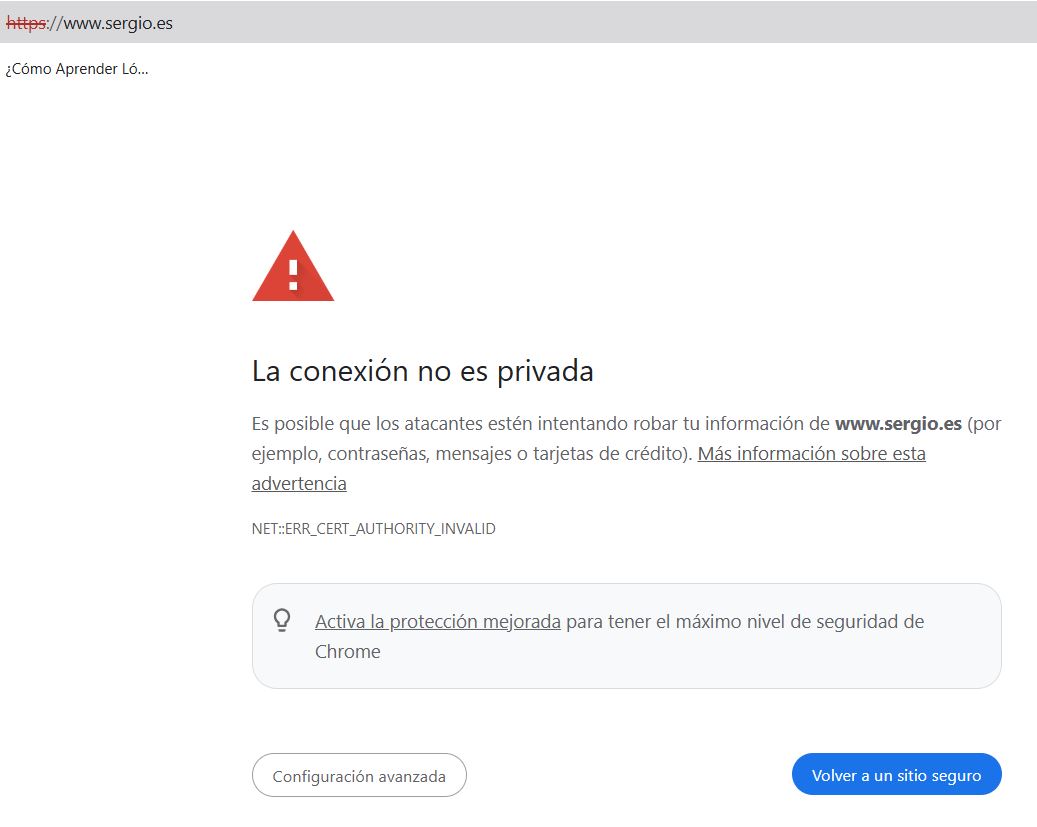 https://www.sergio.es
¿Cómo Aprender Ló...
La conexión no es privada
Es posible que los atacantes estén intentando robar tu información de www.sergio.es (por
ejemplo, contraseñas, mensajes o tarjetas de crédito). Más información sobre esta
advertencia
NET::ERR_CERT_AUTHORITY_INVALID
Activa la protección mejorada para tener el máximo nivel de seguridad de
Chrome
Configuración avanzada
Volver a un sitio seguro